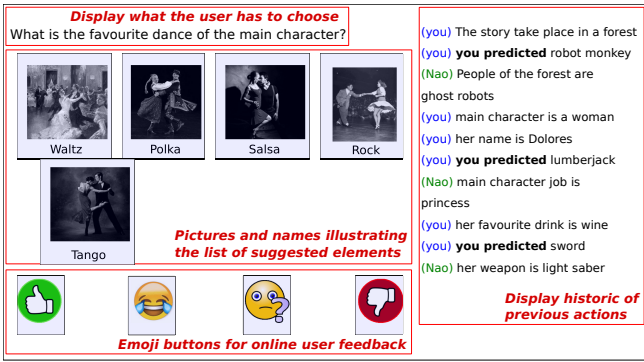 Display what the user has to choose
What is the favourite dance of the main character?
Waltz
Polka
Salsa
Rock
Tango
Pictures and names illustrating
the list of suggested elements
Emoji buttons for online user feedback
(you) The story take place in a forest
(you) you predicted robot monkey
(Nao) People of the forest are
ghost robots
(you) main character is a woman
(you) her name is Dolores
(you) you predicted lumberjack
(Nao) main character job is
princess
(you) her favourite drink is wine
(you) you predicted sword
(Nao) her weapon is light saber
Display historic of
previous actions